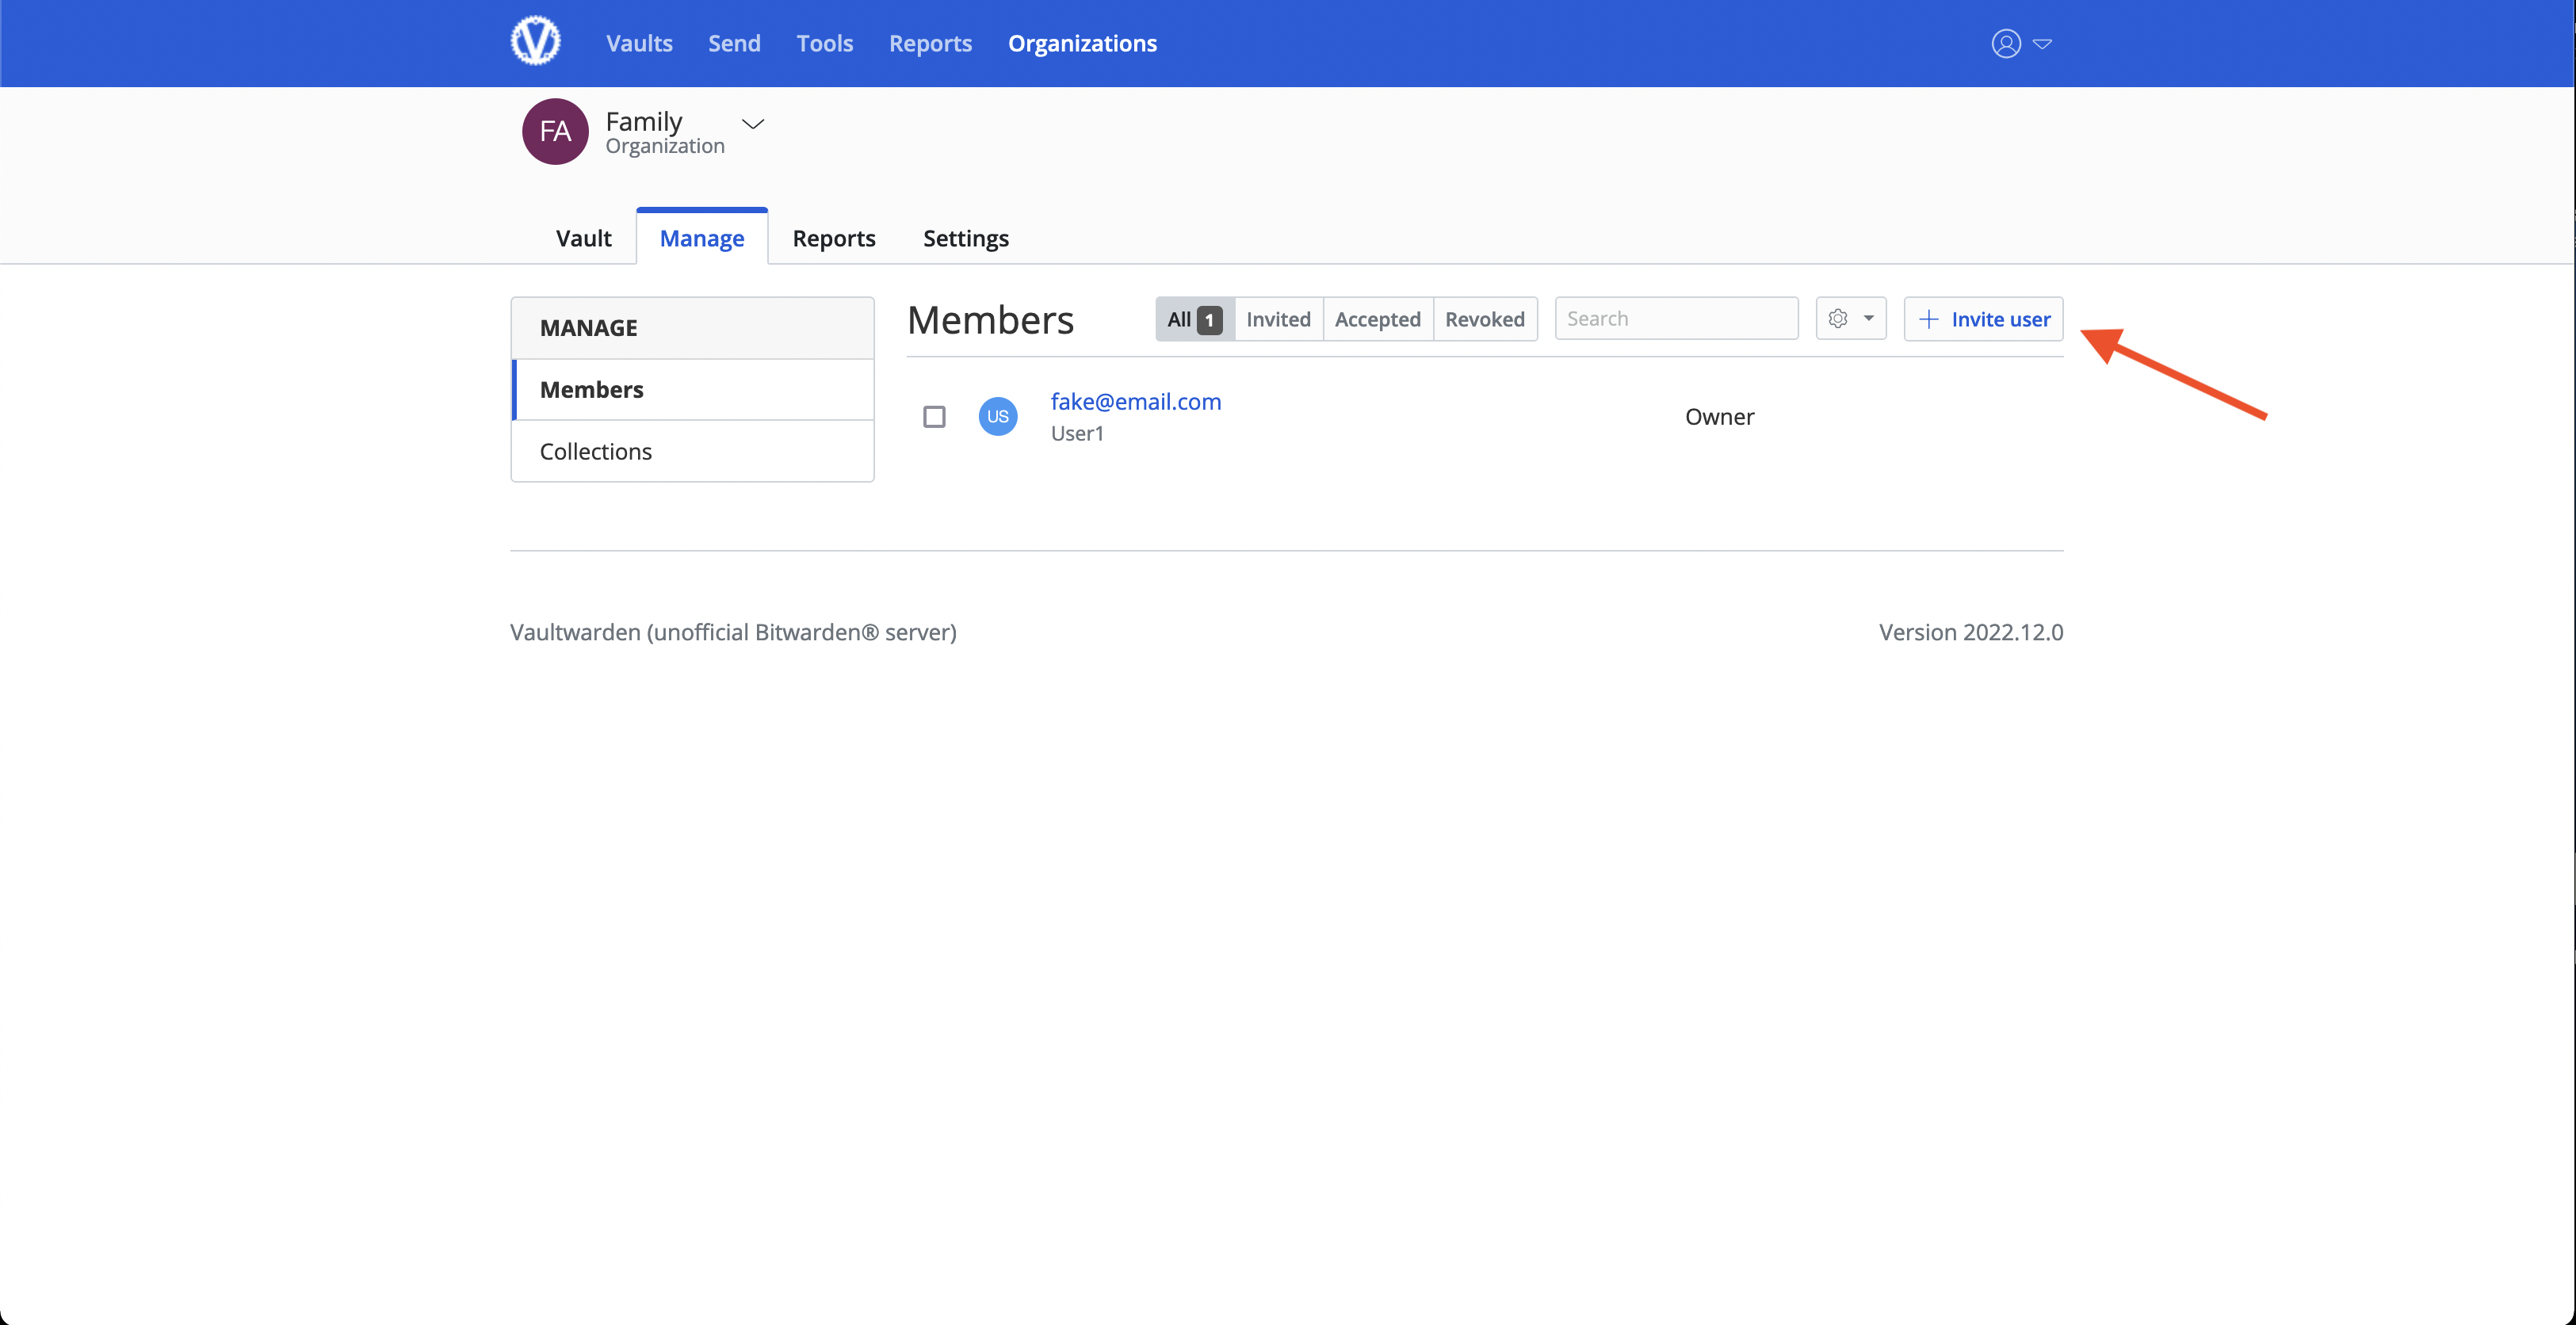 Vaults Send Tools Reports Organizations
FA Family
Organization
Vault Manage Reports Settings
MANAGE
Members
Collections
Members All 1 Invited Accepted Revoked Search Invite user
US fake@email.com
User1
Owner
Vaultwarden (unofficial Bitwarden® server) Version 2022.12.0